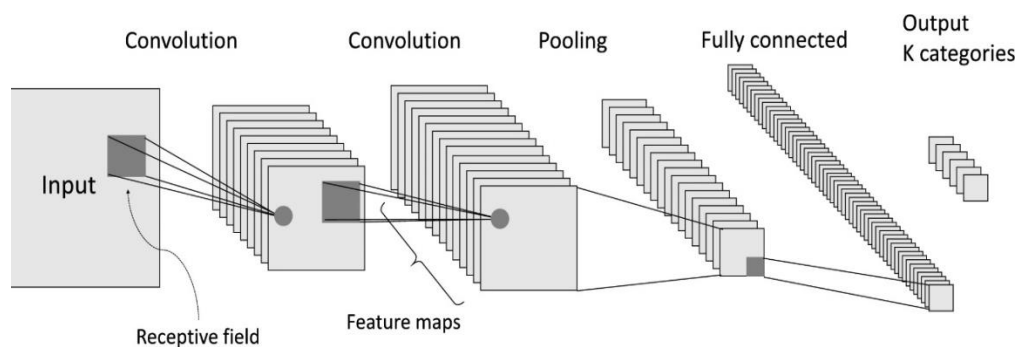 Convolution
Convolution
Pooling
Fully connected
Output
K categories
Input
Receptive field
Feature maps